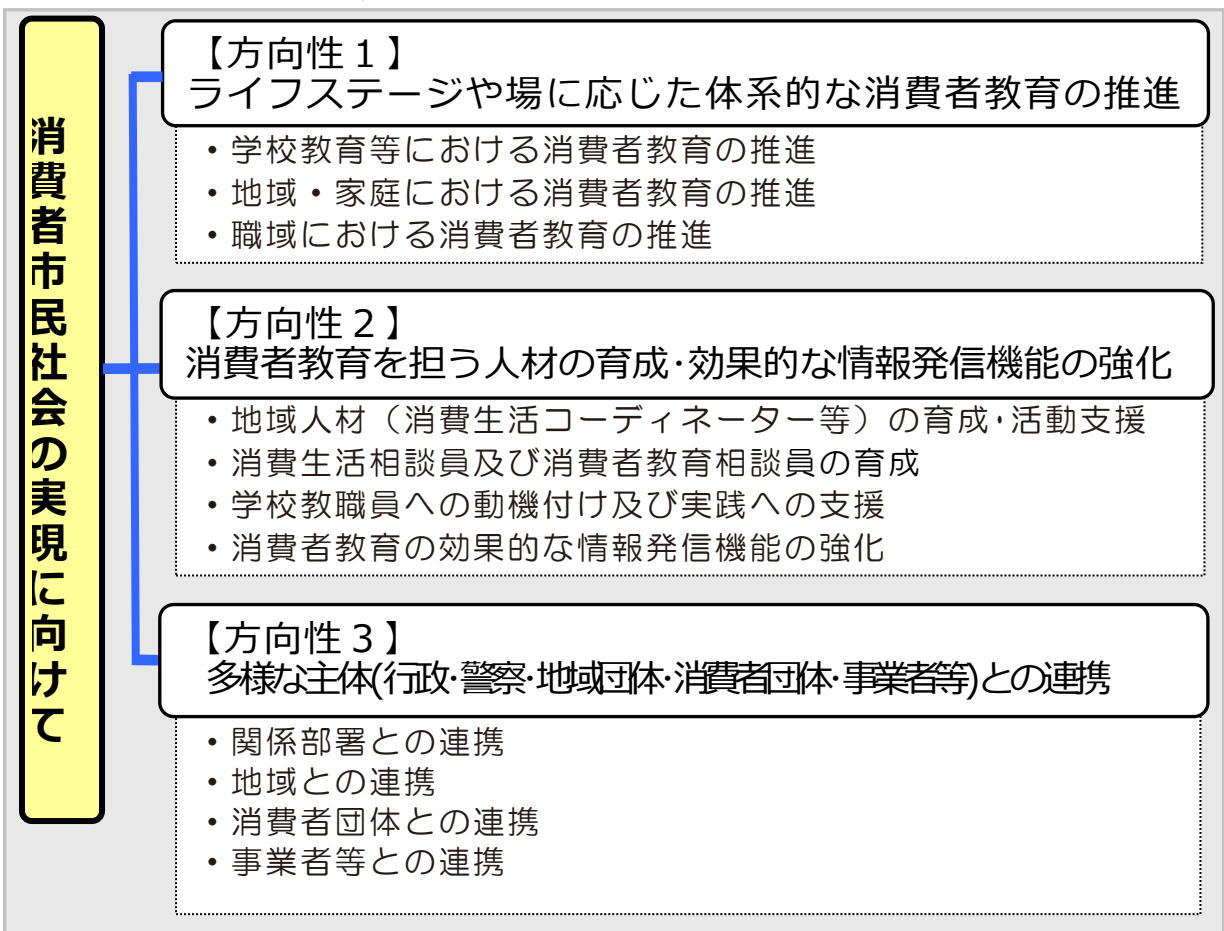 消費者市民社会の実現に向けて
【方向性１】
ライフステージや場に応じた体系的な消費者教育の推進
・学校教育等における消費者教育の推進
・地域・家庭における消費者教育の推進
・職域における消費者教育の推進
【方向性２】
消費者教育を担う人材の育成･効果的な情報発信機能の強化
・地域人材（消費生活コーディネーター等）の育成･活動支援
・消費生活相談員及び消費者教育相談員の育成
・学校教職員への動機付け及び実践への支援
・消費者教育の効果的な情報発信機能の強化
【方向性３】
多様な主体(行政･警察･地域団体･消費者団体･事業者等)との連携
・関係部署との連携
・地域との連携
・消費者団体との連携
・事業者等との連携